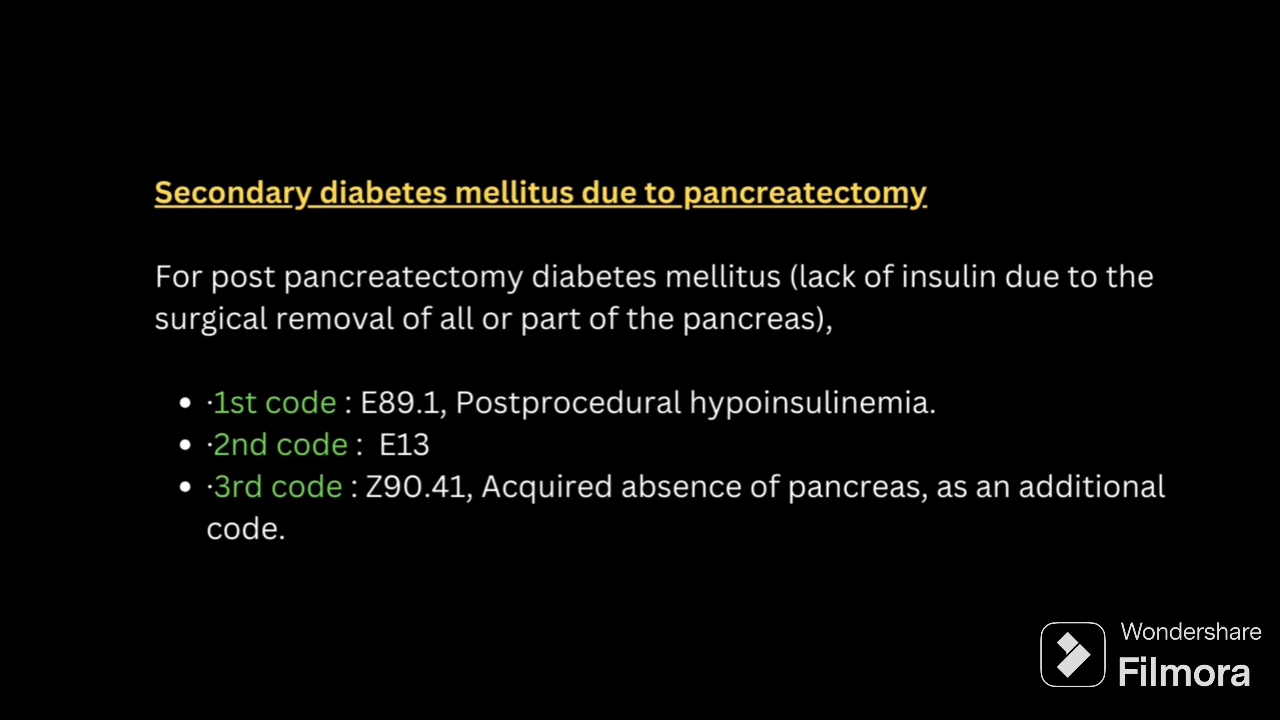 Secondary diabetes mellitus due to pancreatectomy
For post pancreatectomy diabetes mellitus (lack of insulin due to the
surgical removal of all or part of the pancreas),
• ·1st code : E89.1, Postprocedural hypoinsulinemia.
• ·2nd code :  E13
• ·3rd code : Z90.41, Acquired absence of pancreas, as an additional
code.
Wondershare
Filmora